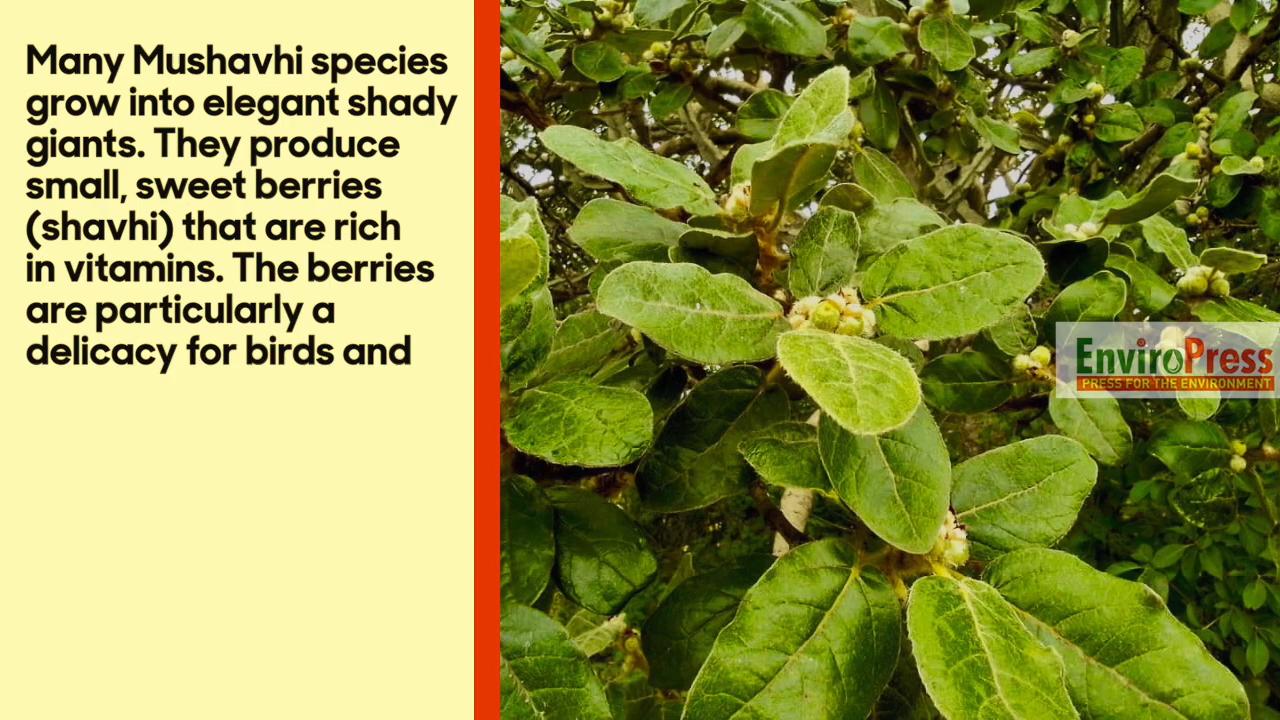 Many Mushavhi species
grow into elegant shady
giants. They produce
small, sweet berries
(shavhi) that are rich
in vitamins. The berries
are particularly a
delicacy for birds and
EnviroPress
PRESS FOR THE ENVIRONMENT